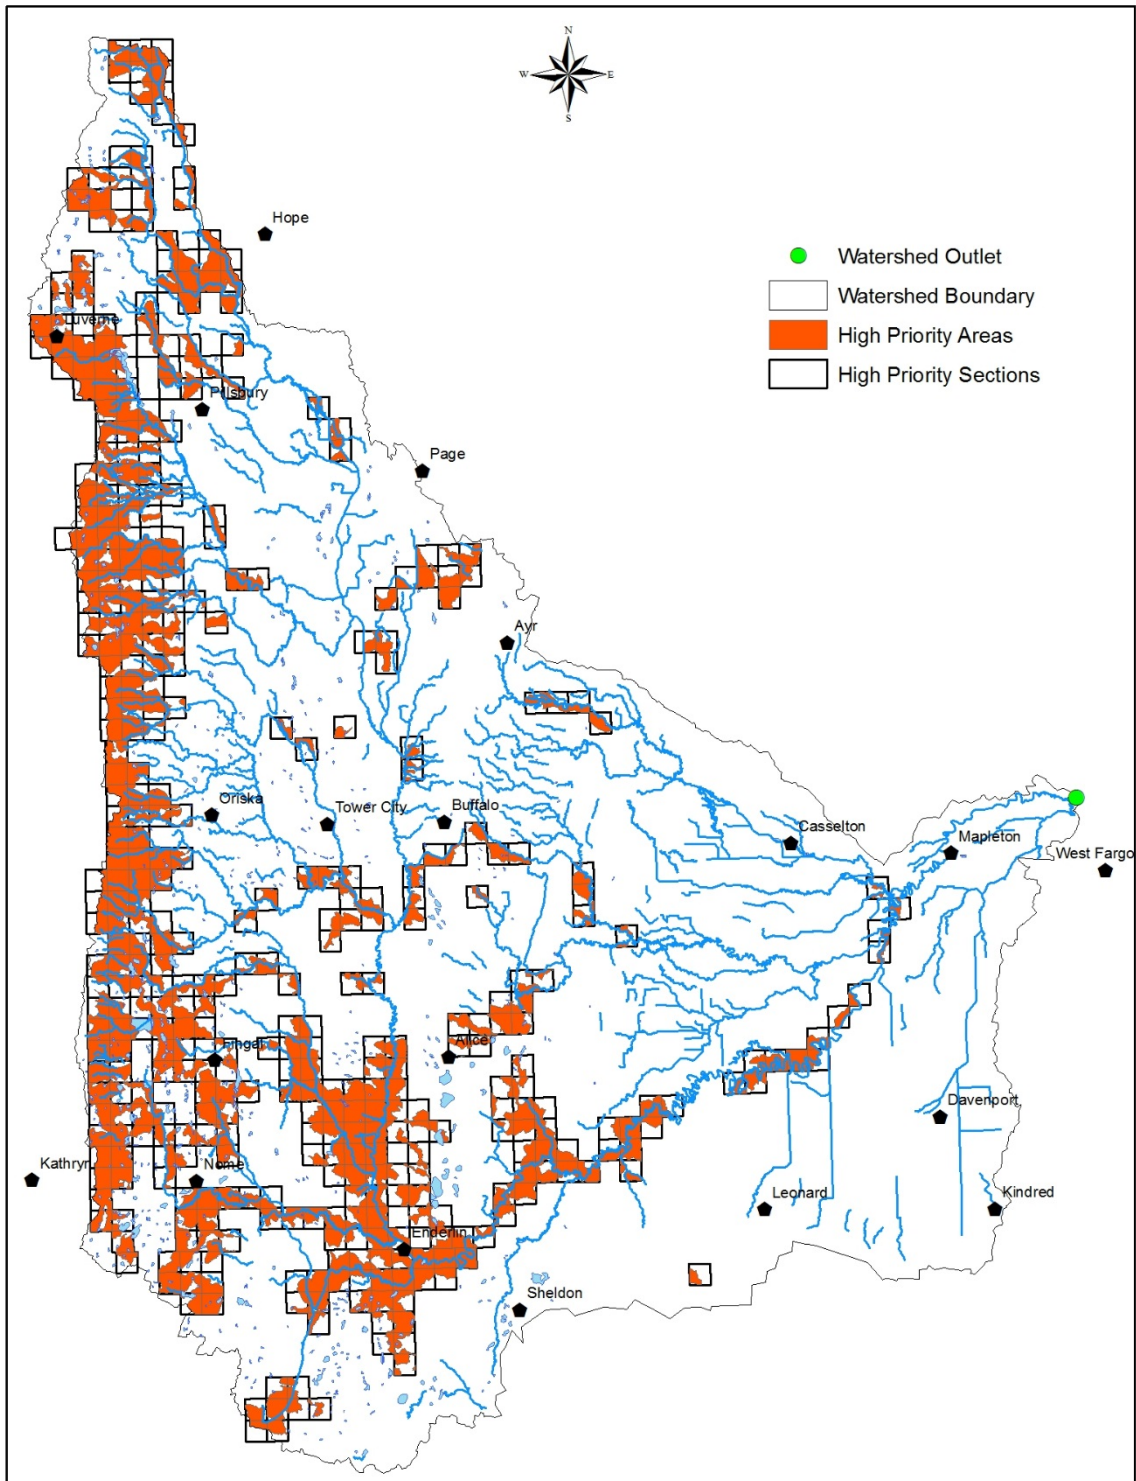 N
W E
S
Hope
Watershed Outlet
Watershed Boundary
High Priority Areas
High Priority Sections
Luverne
Pillsbury
Page
Ayr
Oriska
Tower City
Buffalo
Casselton
Mapleton
West Fargo
Fingal
Alice
Davenport
Kathryn
Nome
Leonard
Kindred
Enderlin
Sheldon